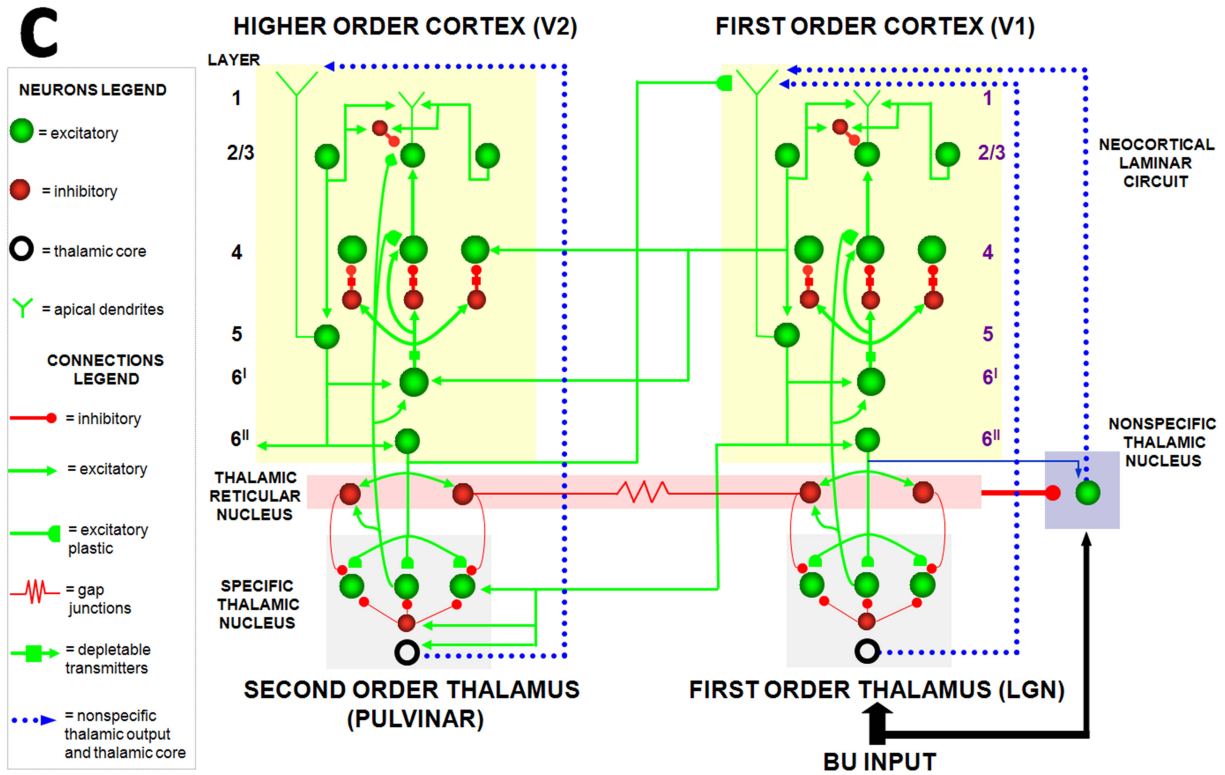 C
HIGHER ORDER CORTEX (V2)
FIRST ORDER CORTEX (V1)
NEURONS LEGEND
= excitatory
= inhibitory
= thalamic core
= apical dendrites
CONNECTIONS
LEGEND
= inhibitory
= excitatory
= excitatory
plastic
= gap
junctions
= depletable
transmitters
= nonspecific
thalamic output
and thalamic core
LAYER
1
2/3
4
5
6ᴵ
6ᴵᴵ
THALAMIC
RETICULAR
NUCLEUS
SPECIFIC
THALAMIC
NUCLEUS
SECOND ORDER THALAMUS
(PULVINAR)
1
2/3
4
5
6ᴵ
6ᴵᴵ
NEOCORTICAL
LAMINAR
CIRCUIT
NONSPECIFIC
THALAMIC
NUCLEUS
FIRST ORDER THALAMUS (LGN)
BU INPUT